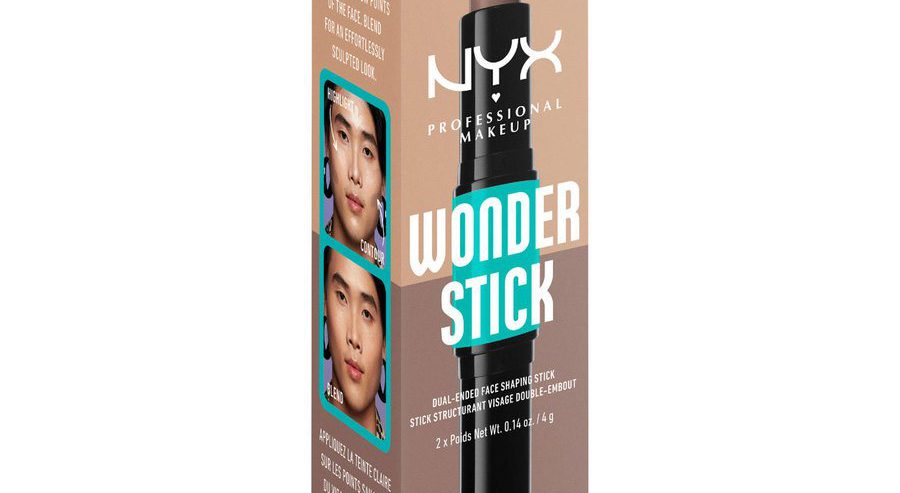 POINTS
OF THE FACE. BLEND
FOR AN EFFORTLESSLY
SCULPTED LOOK.
HIGHLIGHT
CONTOUR
BLEND
APPLIQUEZ LA TEINTE CLAIRE
SUR LES POINTS
DU
NYX
PROFESSIONAL
MAKEUP
WONDER
STICK
DUAL-ENDED FACE SHAPING STICK
STICK STRUCTURANT VISAGE DOUBLE-EMBOUT
2 x Poids Net Wt. 0.14 oz. / 4 g